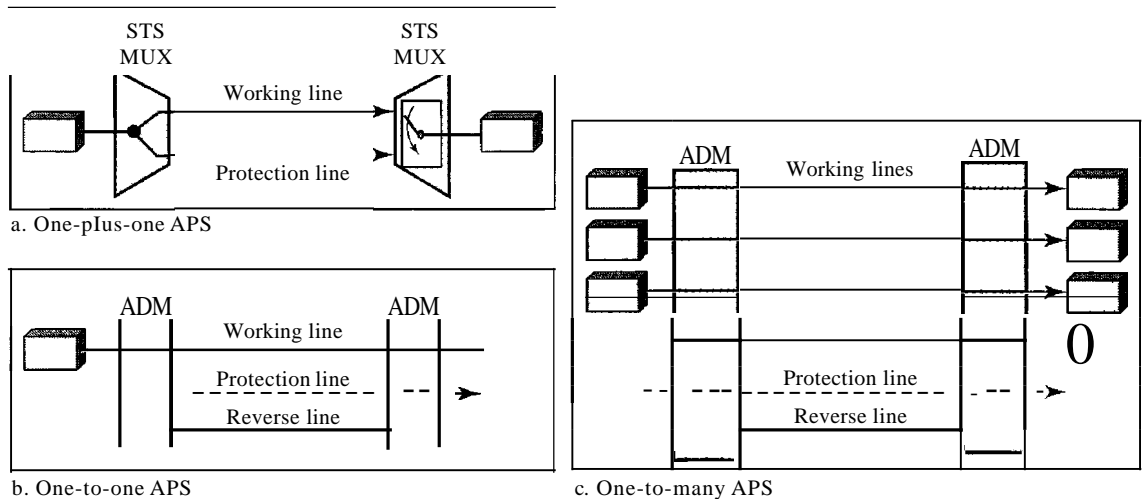 STS
MUX
STS
MUX
Working line
Protection line
a. One-pIus-one APS
ADM
ADM
Working line
Protection line
Reverse line
b. One-to-one APS
ADM
ADM
Working lines
0
Protection line
Reverse line
c. One-to-many APS